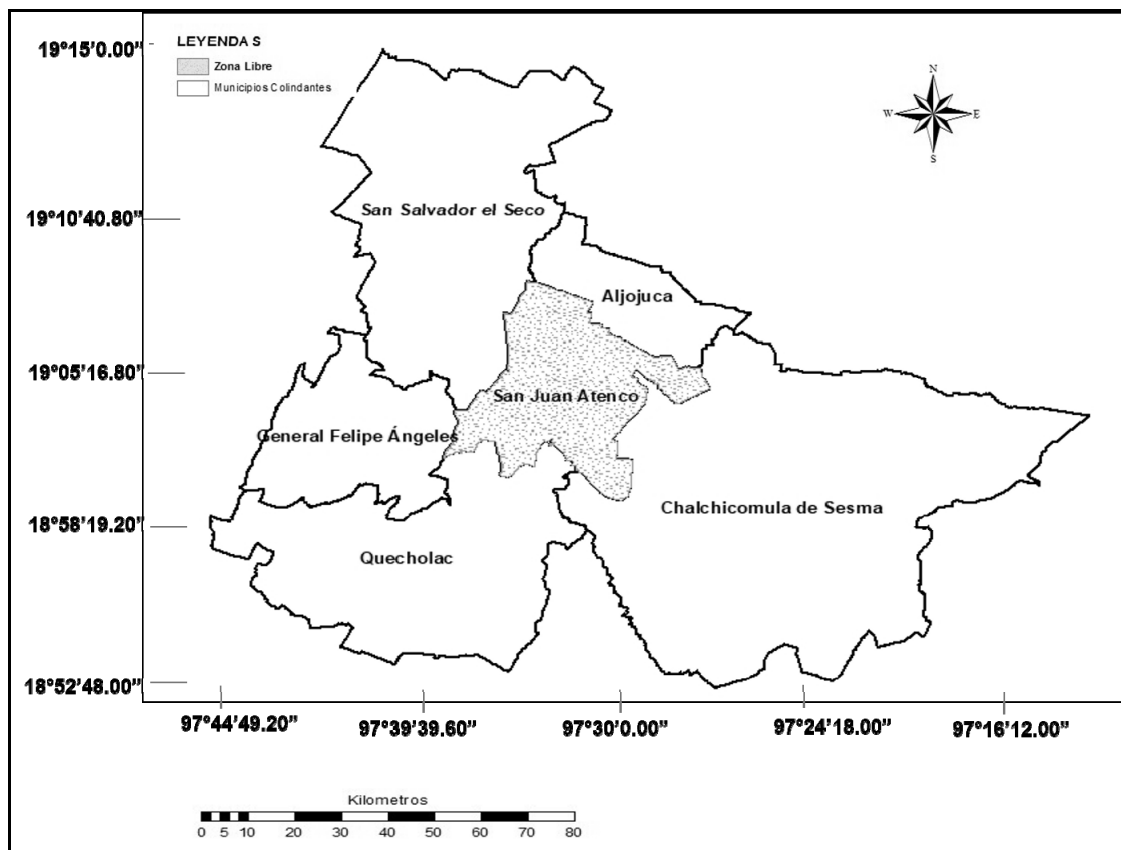 LEYENDAS
Zona Libre
Municipios Colindantes
N
W
E
S
19°15’0.00”
19°10’40.80”
19°05’16.80”
18°58’19.20”
18°52’48.00”
San Salvador el Seco
Aljojuca
San Juan Atenco
General Felipe Ángeles
Chalchicomula de Sesma
Quecholac
97°44’49.20”
97°39’39.60”
97°30’0.00”
97°24’18.00”
97°16’12.00”
Kilometros
0 5 10 20 30 40 50 60 70 80